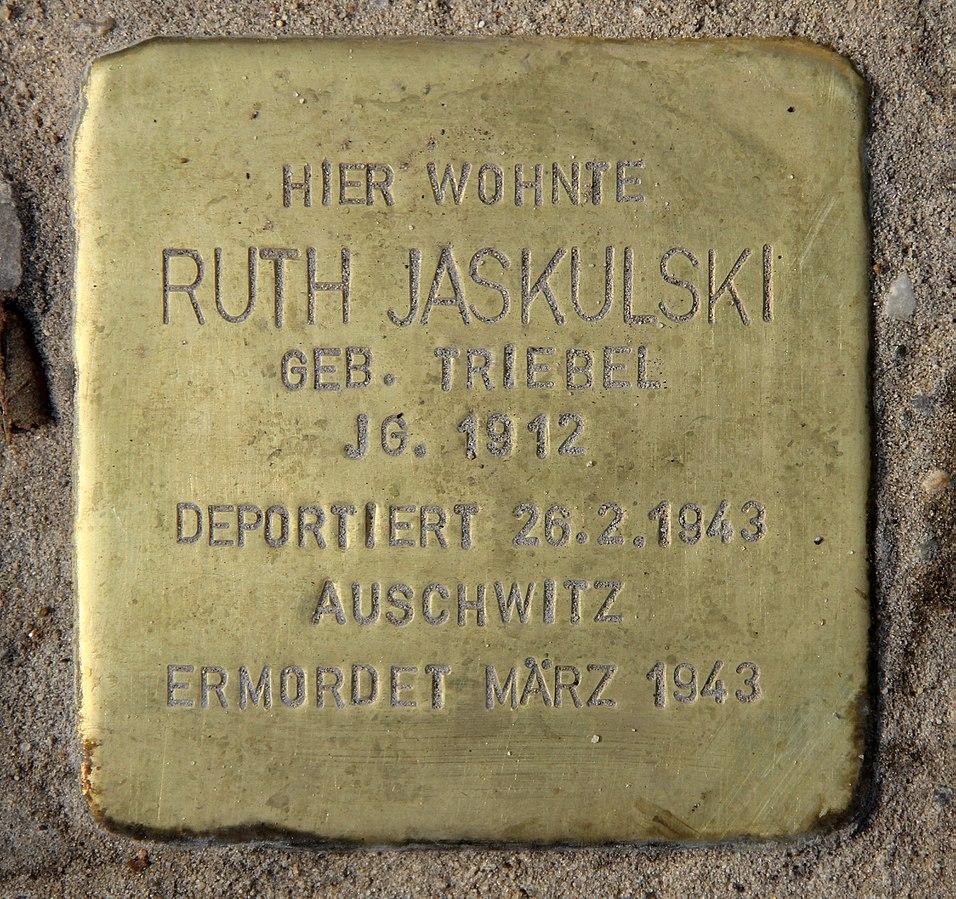 HIER WOHNTE
RUTH JASKULSKI
GEB. TRIEBEL
JG. 1912
DEPORTIERT 26.2.1943
AUSCHWITZ
ERMORDET MÄRZ 1943